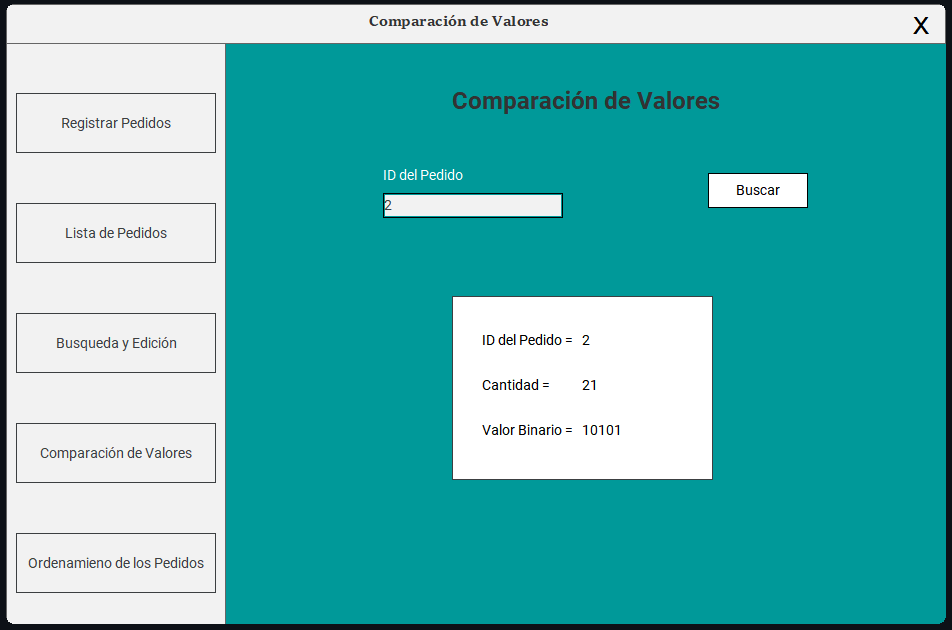 Comparación de Valores
X
Registrar Pedidos
Lista de Pedidos
Busqueda y Edición
Comparación de Valores
Ordenamieno de los Pedidos
Comparación de Valores
ID del Pedido
2
Buscar
ID del Pedido = 2
Cantidad = 21
Valor Binario = 10101